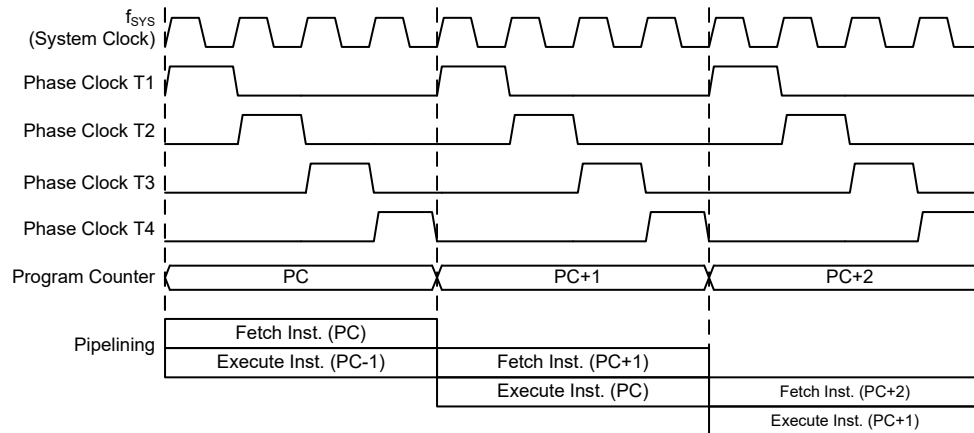 fSYS
(System Clock)
Phase Clock T1
Phase Clock T2
Phase Clock T3
Phase Clock T4
Program Counter
PC
PC+1
PC+2
Pipelining
Fetch Inst. (PC)
Execute Inst. (PC-1)
Fetch Inst. (PC+1)
Execute Inst. (PC)
Fetch Inst. (PC+2)
Execute Inst. (PC+1)